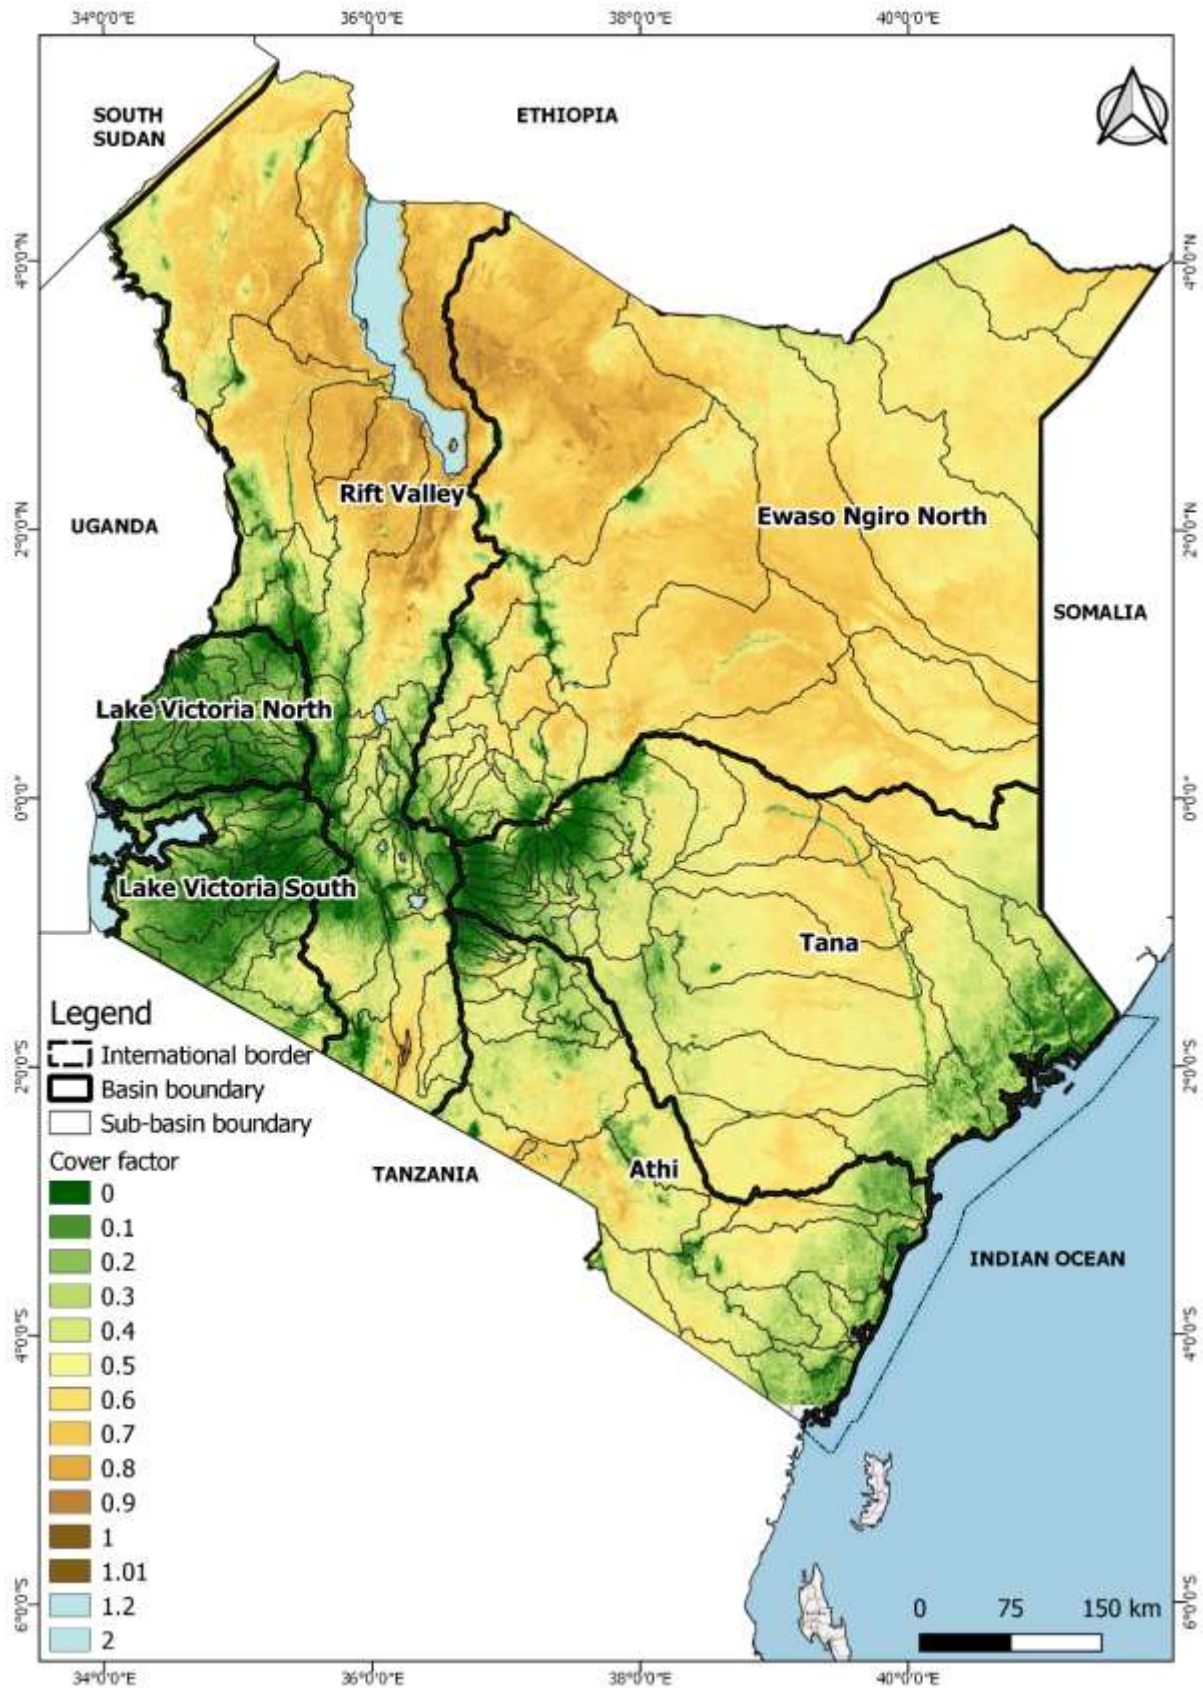 34°0'0"E 36°0'0"E 38°0'0"E 40°0'0"E
SOUTH
SUDAN
ETHIOPIA
4°0'0"N 4°0'0"N
Rift Valley
Ewaso Ngiro North
UGANDA
2°0'0"N 2°0'0"N
SOMALIA
Lake Victoria North
0°0'0" 0°0'0"
Lake Victoria South
Tana
Legend
International border
Basin boundary
Sub-basin boundary
2°0'0"S 2°0'0"S
Cover factor
TANZANIA
Athi
0
0.1
0.2
INDIAN OCEAN
0.3
0.4
4°0'0"S 4°0'0"S
0.5
0.6
0.7
0.8
0.9
1
1.01
1.2
6°0'0"S 6°0'0"S
0 75 150 km
2
34°0'0"E 36°0'0"E 38°0'0"E 40°0'0"E